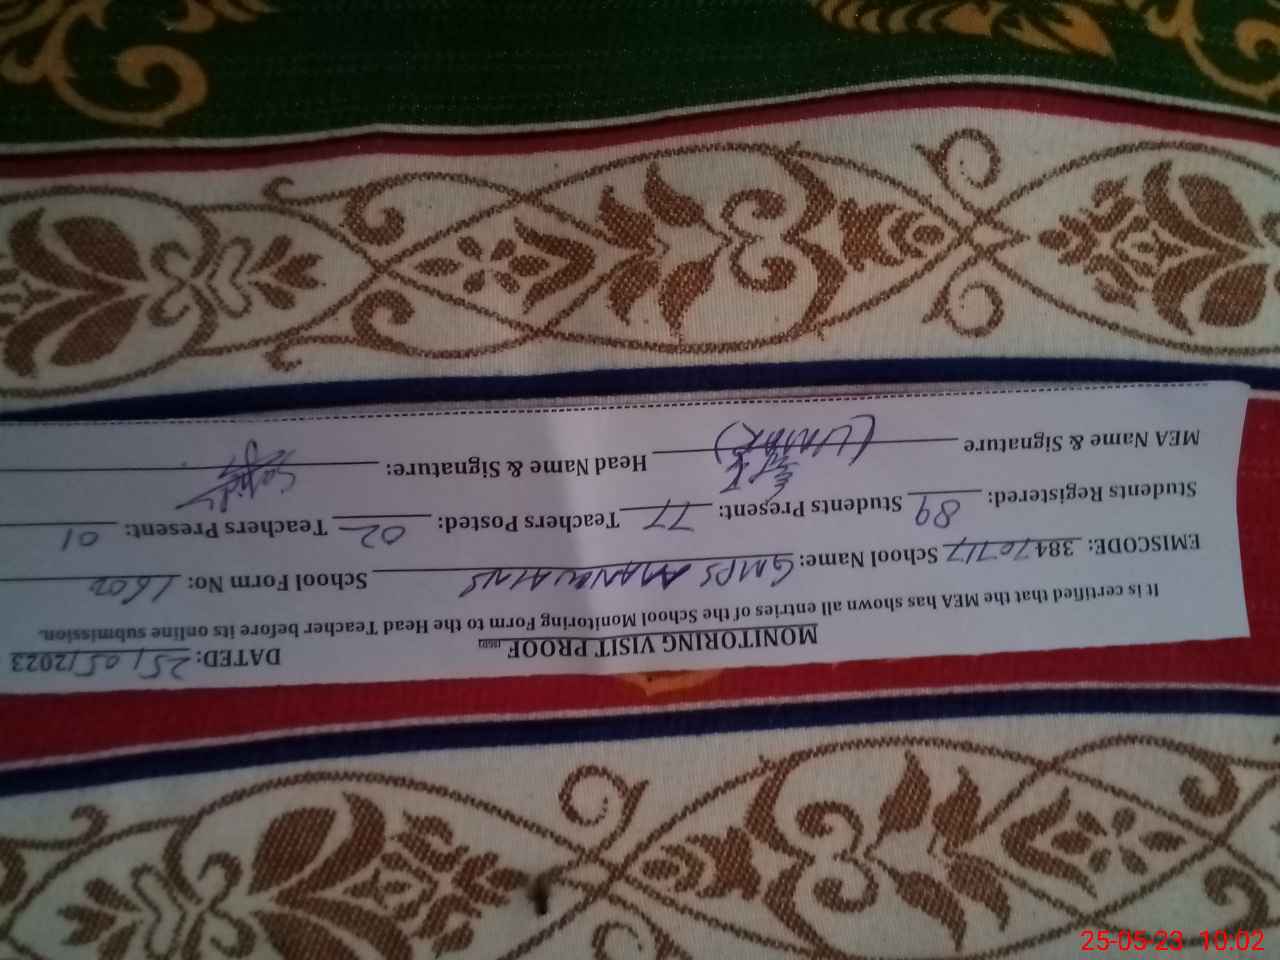 MONITORING VISIT PROOF DATED: 25/05/2023
It is certified that the MEA has shown all entries of the School Monitoring Form to the Head Teacher before its online submission.
EMISCODE: 38470717 School Name: GMPS School Form No: 1602
Students Registered: 89 Students Present: 77 Teachers Posted: 02 Teachers Present: 01
MEA Name & Signature (UMAR) Head Name & Signature:
25-05-23 10:02